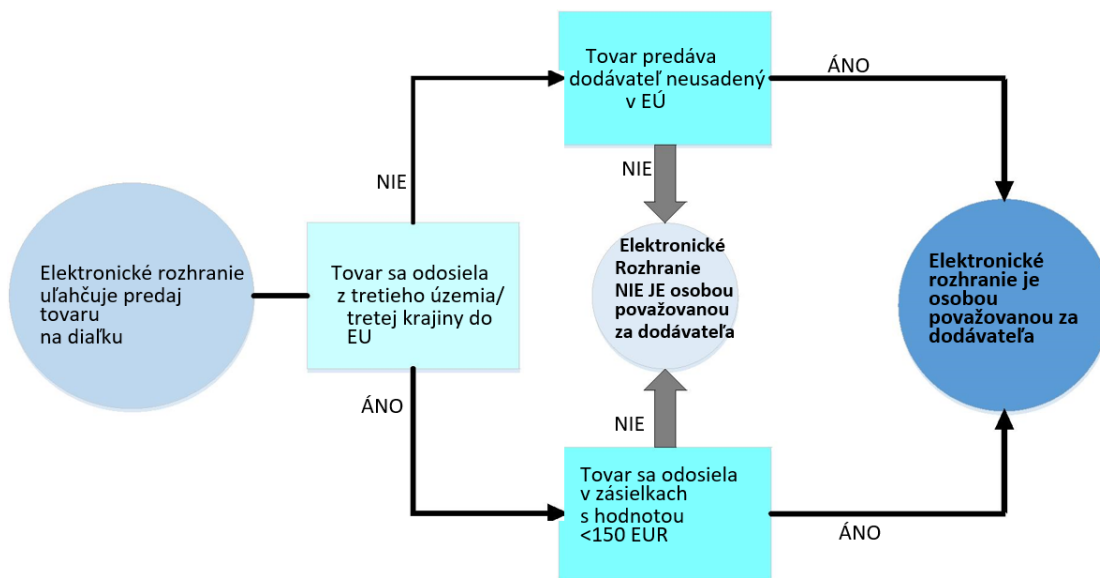 Elektronické rozhranie
uľahčuje predaj
tovaru
na diaľku
Tovar sa odosiela
z tretieho územia/
tretej krajiny do
EU
NIE
ÁNO
Tovar predáva
dodávateľ neusadený
v EÚ
NIE
ÁNO
Elektronické
Rozhranie
NIE JE osobou
považovanou
za dodávateľa
NIE
Tovar sa odosiela
v zásielkach
s hodnotou
<150 EUR
ÁNO
Elektronické
rozhranie je
osobou
považovanou za
dodávateľa